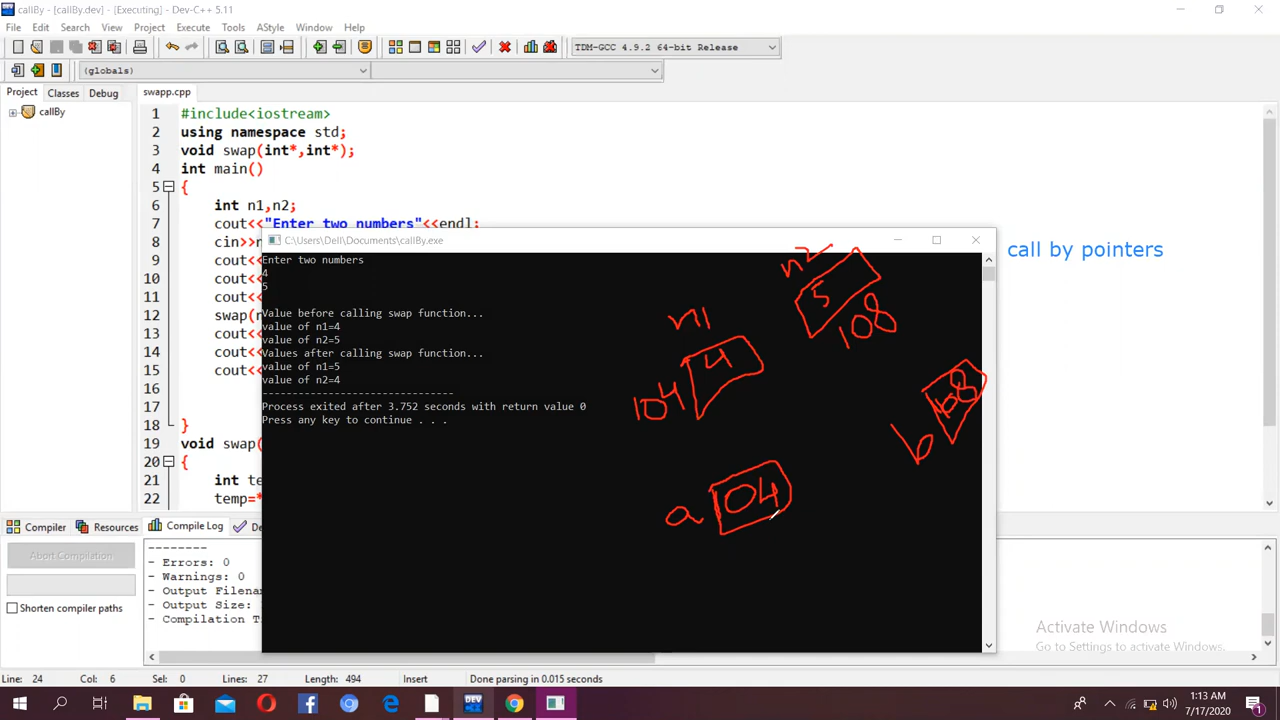 callBy - [callBy.dev] - [Executing] - Dev-C++ 5.11
File Edit Search View Project Execute Tools AStyle Window Help
TDM-GCC 4.9.2 64-bit Release
(globals)
Project Classes Debug swapp.cpp
callBy
1 #include<iostream>
2 using namespace std;
3 void swap(int*,int*);
4 int main()
5 {
6 int n1,n2;
7 cout<<"Enter two numbers"<<endl;
8 cin>>n
9 cout<<
10 cout<<
11 cout<<
12 swap(n
13 cout<<
14 cout<<
15 cout<<
16
17
18 }
19 void swap(
20 {
21 int te
22 temp=*
call by pointers
C:\Users\Dell\Documents\callBy.exe
Enter two numbers
4
5
Value before calling swap function...
value of n1=4
value of n2=5
Values after calling swap function...
value of n1=5
value of n2=4
--------------------------------
Process exited after 3.752 seconds with return value 0
Press any key to continue . . .
n2
5
108
n1
4
104
b
a 04
Compiler Resources Compile Log De
Abort Compilation
Shorten compiler paths
--------
- Errors: 0
- Warnings: 0
- Output Filenam
- Output Size:
- Compilation T
Activate Windows
Go to Settings to activate Windows.
Line: 24 Col: 6 Sel: 0 Lines: 27 Length: 494 Insert Done parsing in 0.015 seconds
1:13 AM
7/17/2020
1